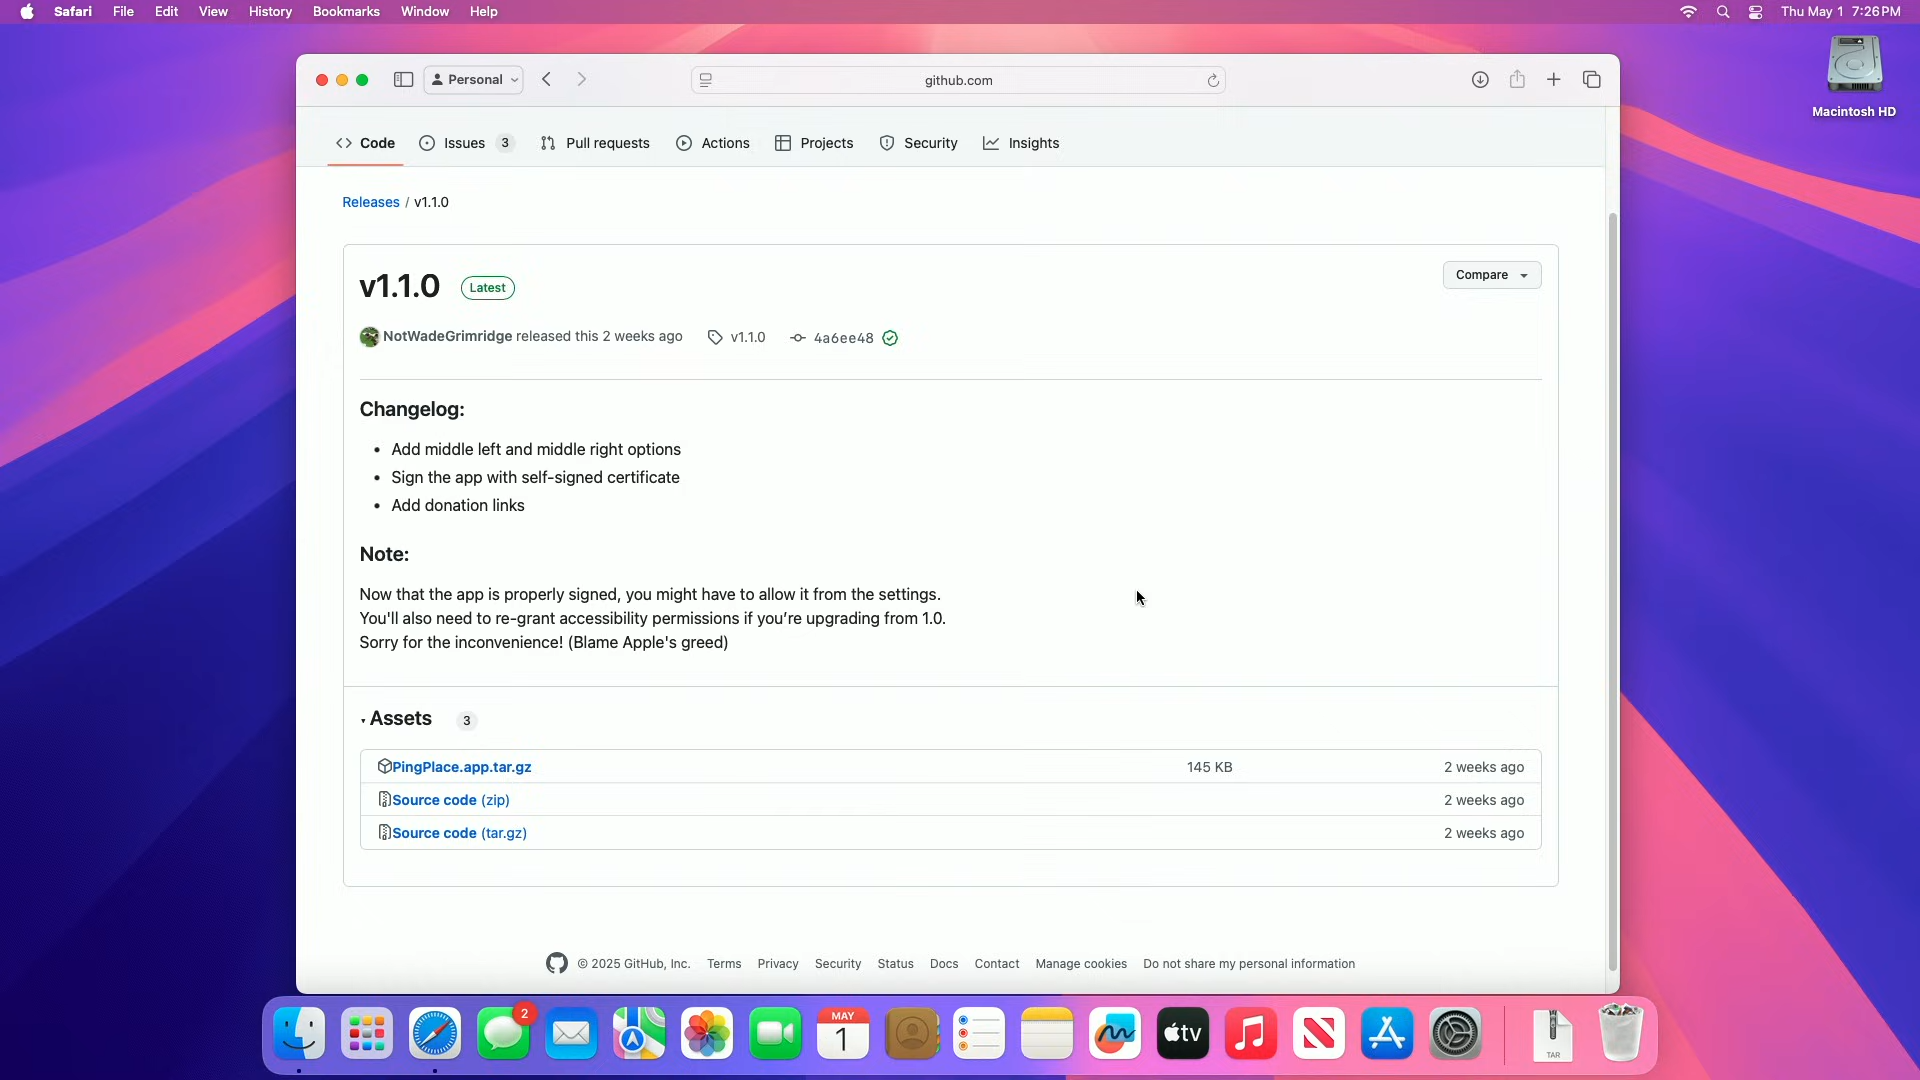 Safari File Edit View History Bookmarks Window Help Thu May 1 7:26 PM
Macintosh HD
Personal github.com
Code Issues 3 Pull requests Actions Projects Security Insights
Releases / v1.1.0
v1.1.0 Latest Compare
NotWadeGrimridge released this 2 weeks ago v1.1.0 4a6ee48
Changelog:
• Add middle left and middle right options
• Sign the app with self-signed certificate
• Add donation links
Note:
Now that the app is properly signed, you might have to allow it from the settings.
You'll also need to re-grant accessibility permissions if you're upgrading from 1.0.
Sorry for the inconvenience! (Blame Apple's greed)
Assets 3
PingPlace.app.tar.gz 145 KB 2 weeks ago
Source code (zip) 2 weeks ago
Source code (tar.gz) 2 weeks ago
© 2025 GitHub, Inc. Terms Privacy Security Status Docs Contact Manage cookies Do not share my personal information
2
MAY
1
tv
TAR